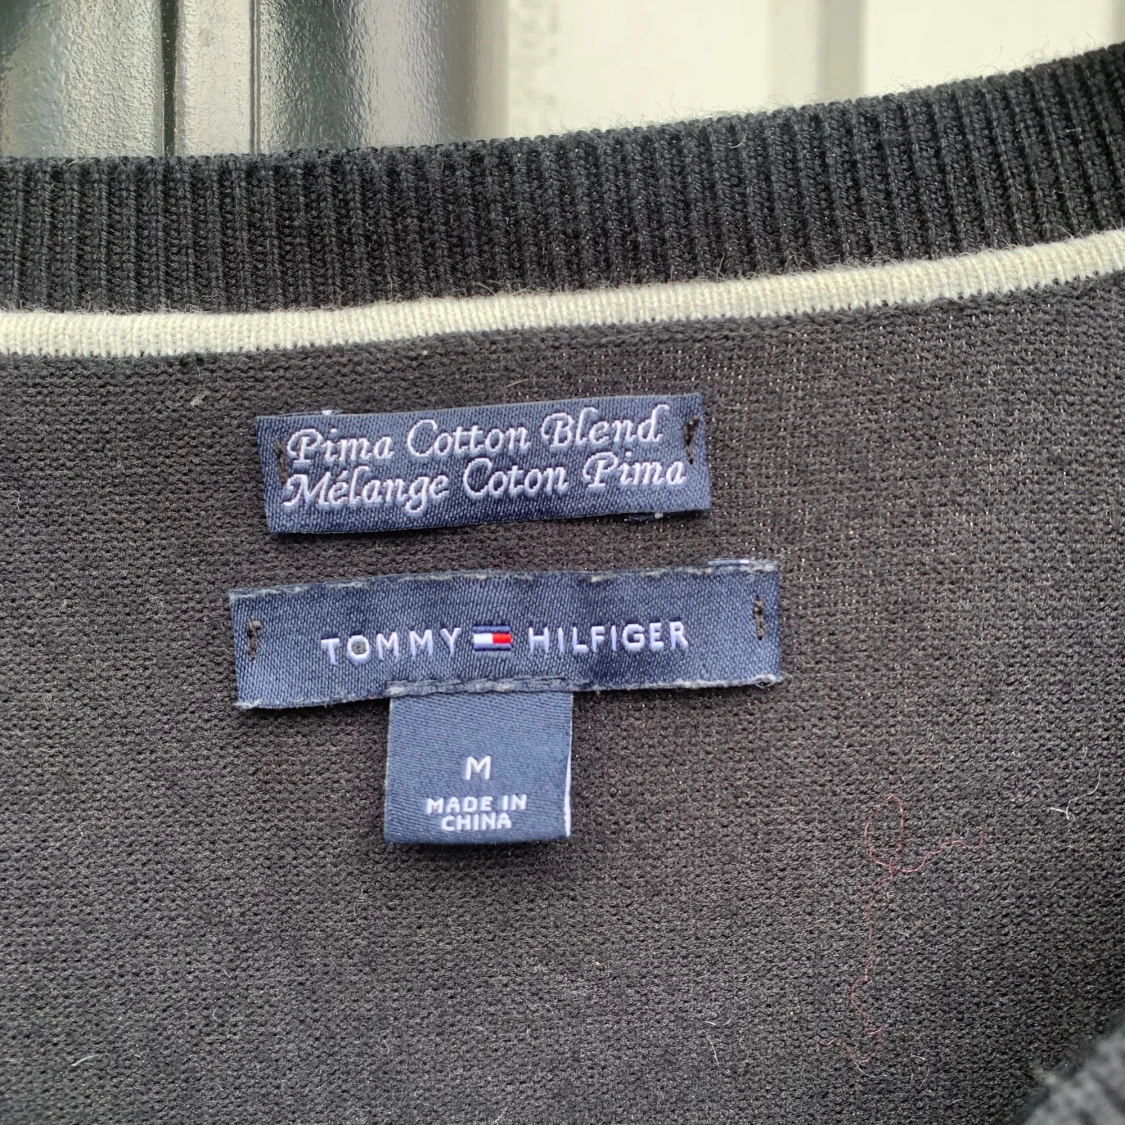 Pima Cotton Blend
Mélange Coton Pima
TOMMY HILFIGER
M
MADE IN
CHINA